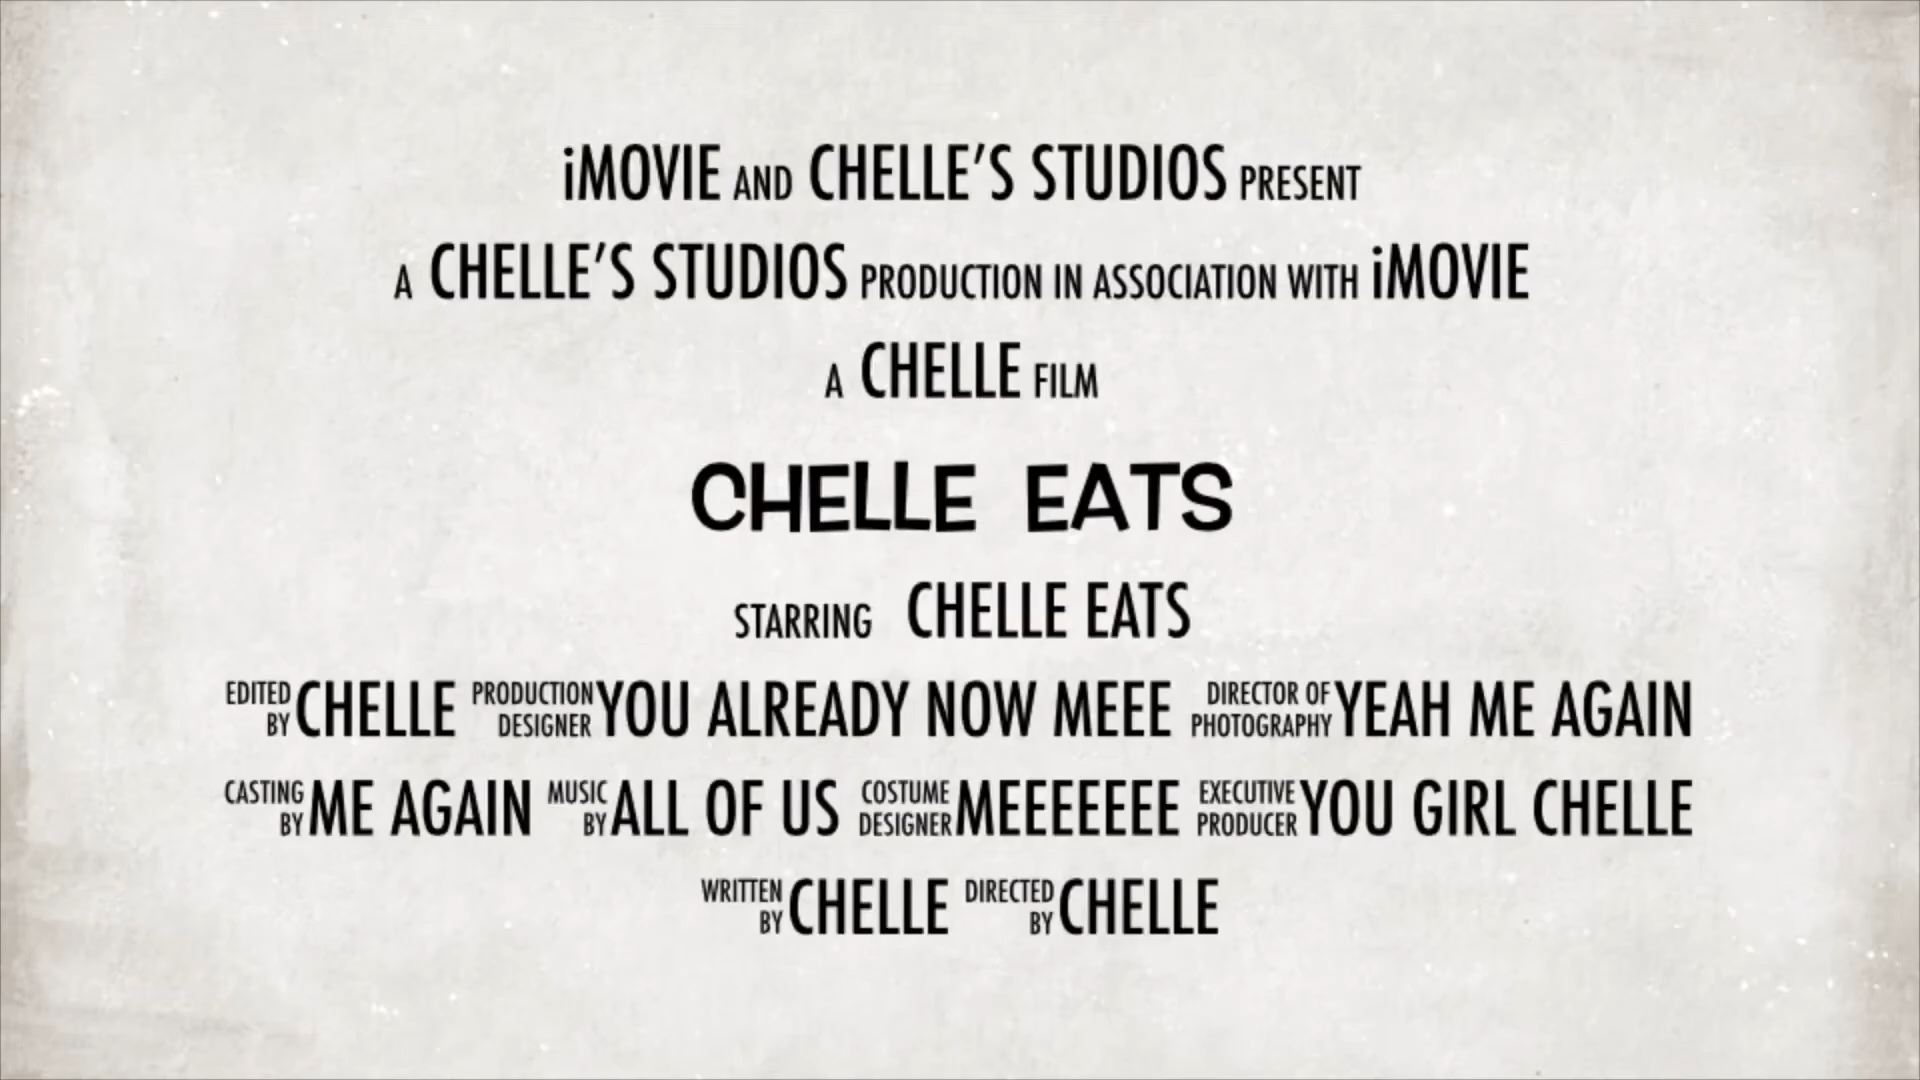 iMOVIE AND CHELLE'S STUDIOS PRESENT
A CHELLE'S STUDIOS PRODUCTION IN ASSOCIATION WITH iMOVIE
A CHELLE FILM
CHELLE EATS
STARRING CHELLE EATS
EDITED BY CHELLE PRODUCTION DESIGNER YOU ALREADY NOW MEEE DIRECTOR OF PHOTOGRAPHY YEAH ME AGAIN
CASTING BY ME AGAIN MUSIC BY ALL OF US COSTUME DESIGNER MEEEEEEE EXECUTIVE PRODUCER YOU GIRL CHELLE
WRITTEN BY CHELLE DIRECTED BY CHELLE